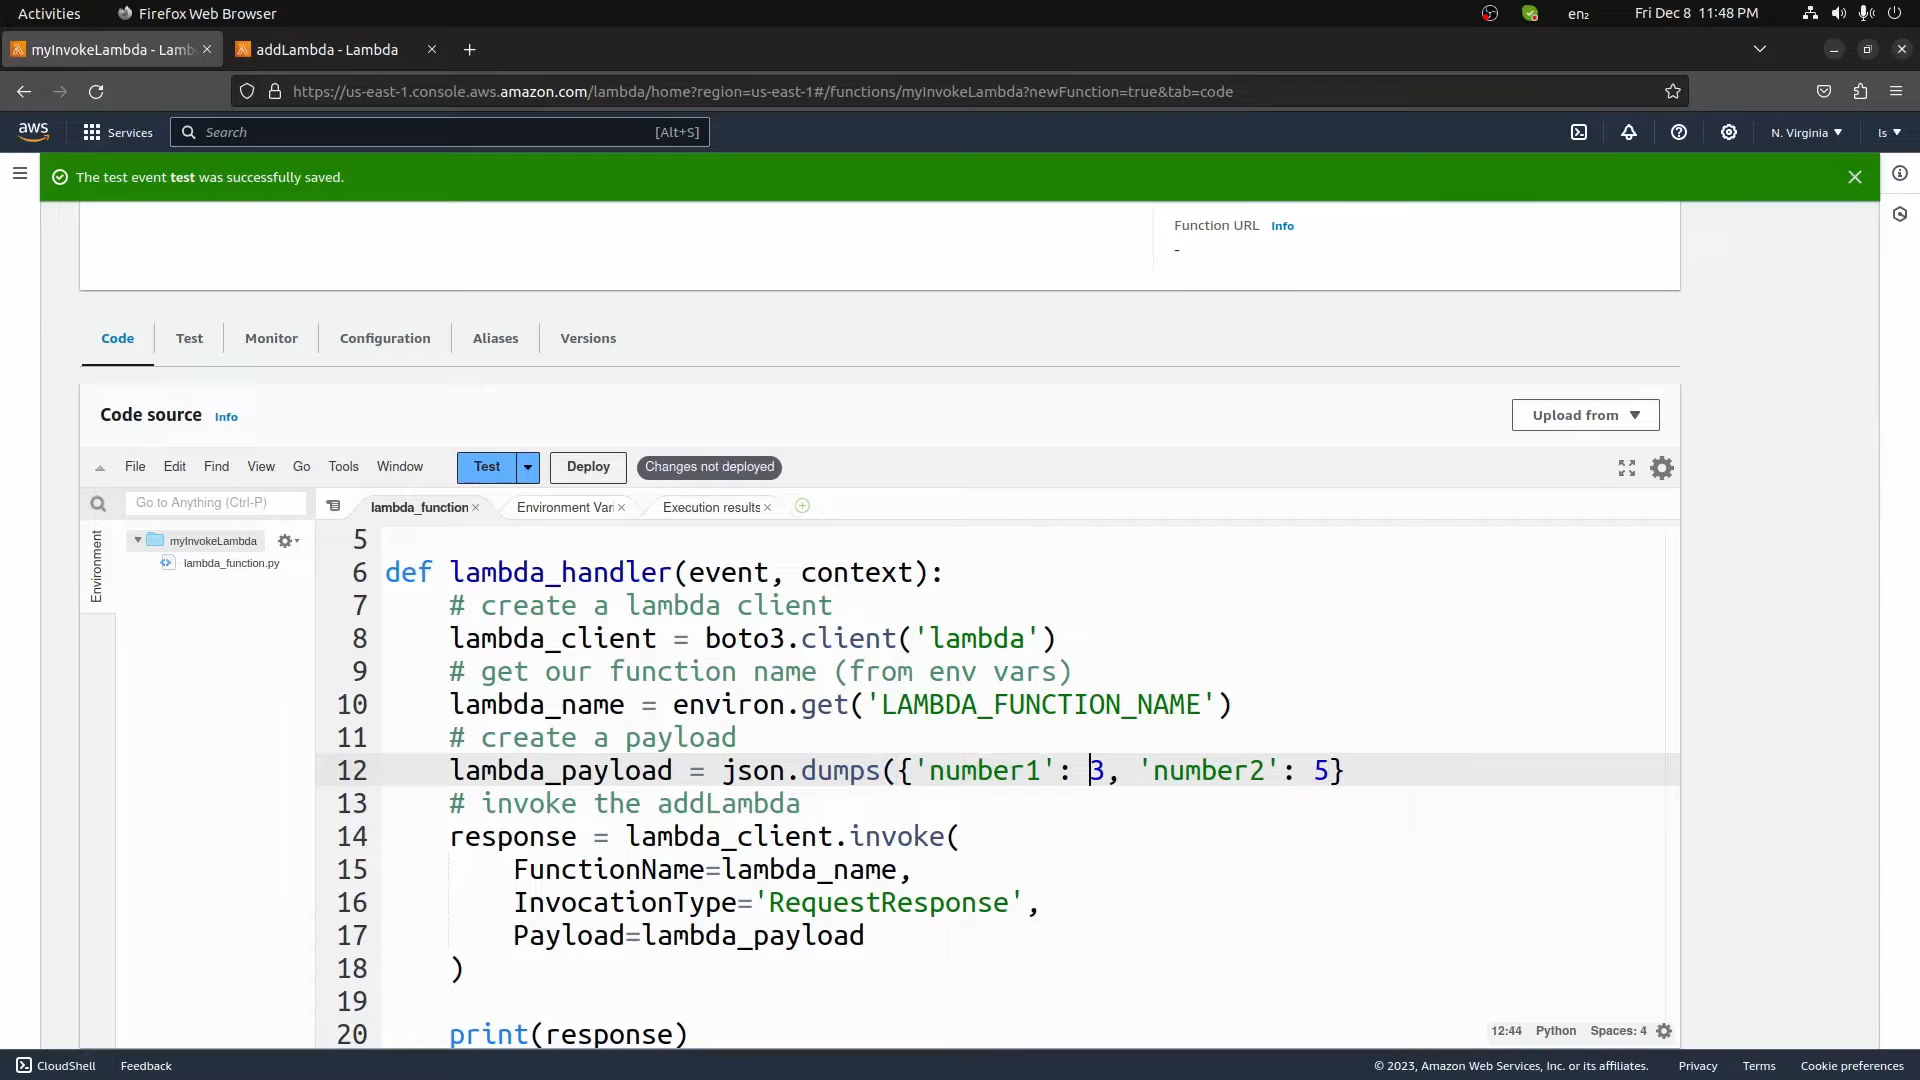 Activities
Firefox Web Browser
en₂
Fri Dec 8 11:48 PM
myInvokeLambda - Lamb
addLambda - Lambda
https://us-east-1.console.aws.amazon.com/lambda/home?region=us-east-1#/functions/myInvokeLambda?newFunction=true&tab=code
aws
Services
Search
[Alt+S]
N. Virginia
ls
The test event test was successfully saved.
Function URL Info
-
Code
Test
Monitor
Configuration
Aliases
Versions
Code source Info
Upload from
File
Edit
Find
View
Go
Tools
Window
Test
Deploy
Changes not deployed
Go to Anything (Ctrl-P)
lambda_function
Environment Vari
Execution results
Environment
myInvokeLambda
lambda_function.py
5
6 def lambda_handler(event, context):
7 # create a lambda client
8 lambda_client = boto3.client('lambda')
9 # get our function name (from env vars)
10 lambda_name = environ.get('LAMBDA_FUNCTION_NAME')
11 # create a payload
12 lambda_payload = json.dumps({'number1': 3, 'number2': 5}
13 # invoke the addLambda
14 response = lambda_client.invoke(
15 FunctionName=lambda_name,
16 InvocationType='RequestResponse',
17 Payload=lambda_payload
18 )
19
20 print(response)
12:44 Python Spaces: 4
CloudShell
Feedback
© 2023, Amazon Web Services, Inc. or its affiliates.
Privacy
Terms
Cookie preferences